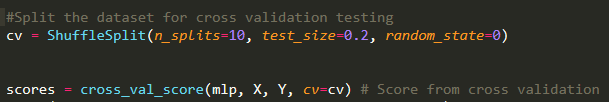 #Split the dataset for cross validation testing
cv = ShuffleSplit(n_splits=10, test_size=0.2, random_state=0)
scores = cross_val_score(mlp, X, Y, cv=cv) # Score from cross validation